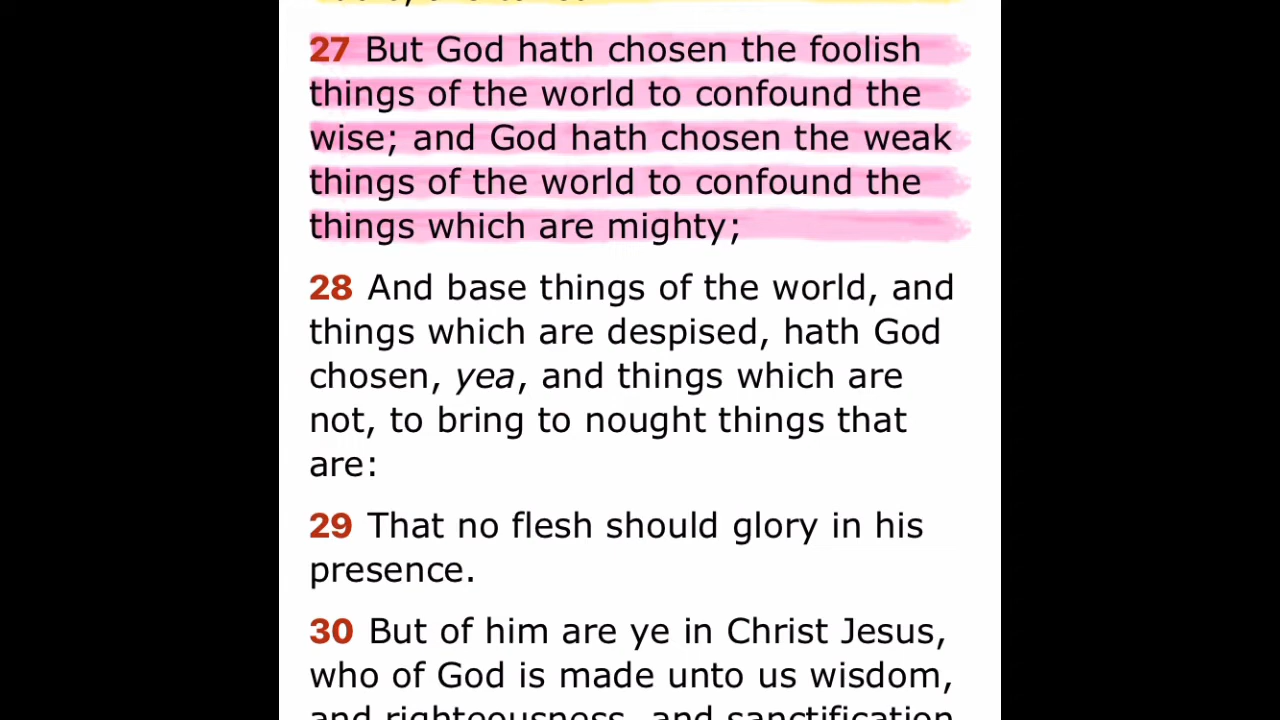 27 But God hath chosen the foolish
things of the world to confound the
wise; and God hath chosen the weak
things of the world to confound the
things which are mighty;
28 And base things of the world, and
things which are despised, hath God
chosen, yea, and things which are
not, to bring to nought things that
are:
29 That no flesh should glory in his
presence.
30 But of him are ye in Christ Jesus,
who of God is made unto us wisdom,
and righteousness, and sanctification